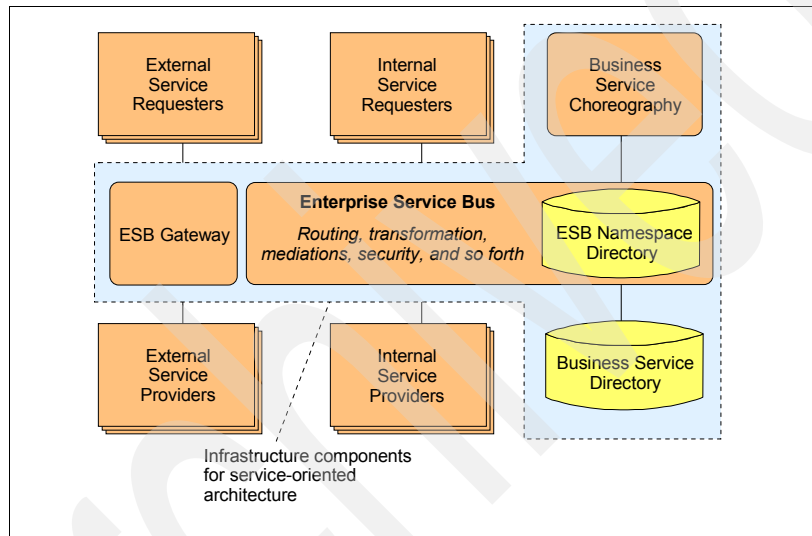 External
Service
Requesters
Internal
Service
Requesters
Business
Service
Choreography
ESB Gateway
Enterprise Service Bus
Routing, transformation,
mediations, security, and so forth
ESB Namespace
Directory
External
Service
Providers
Internal
Service
Providers
Business Service
Directory
Infrastructure components
for service-oriented
architecture